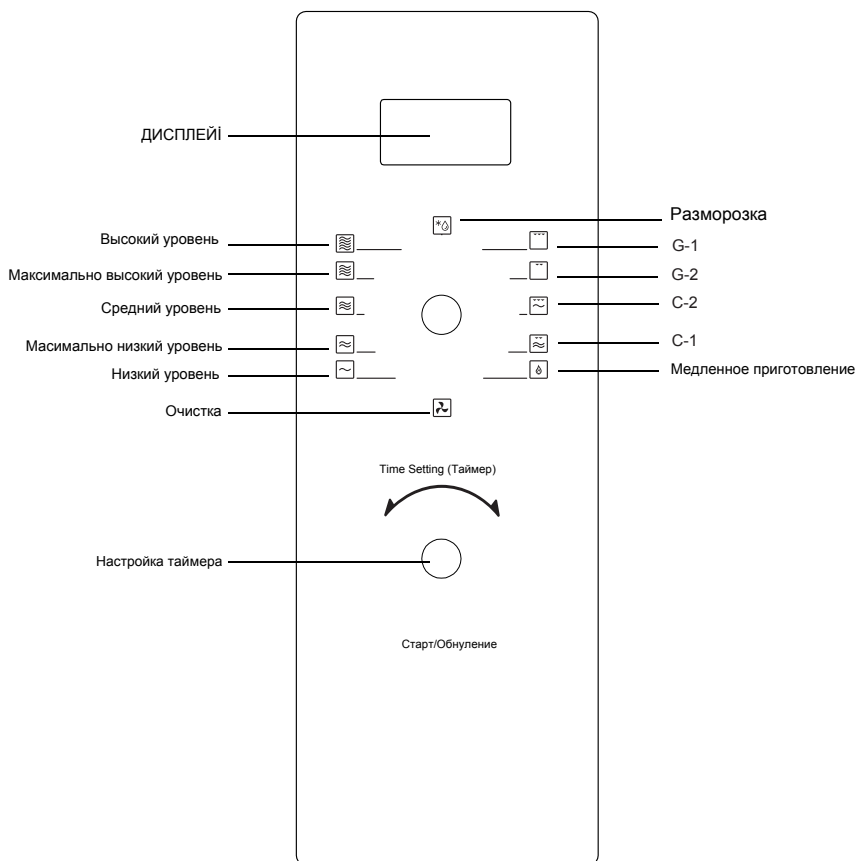 ДИСПЛЕЙİ
Разморозка
Высокий уровень
G-1
Максимально высокий уровень
G-2
Средний уровень
C-2
Масимально низкий уровень
C-1
Низкий уровень
Медленное приготовление
Очистка
Time Setting (Таймер)
Настройка таймера
Старт/Обнуление